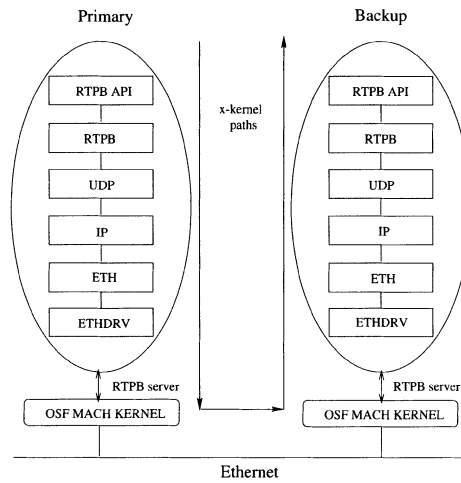 Primary
Backup
RTPB API
RTPB
UDP
IP
ETH
ETHDRV
x-kernel
paths
RTPB API
RTPB
UDP
IP
ETH
ETHDRV
RTPB server
RTPB server
OSF MACH KERNEL
OSF MACH KERNEL
Ethernet